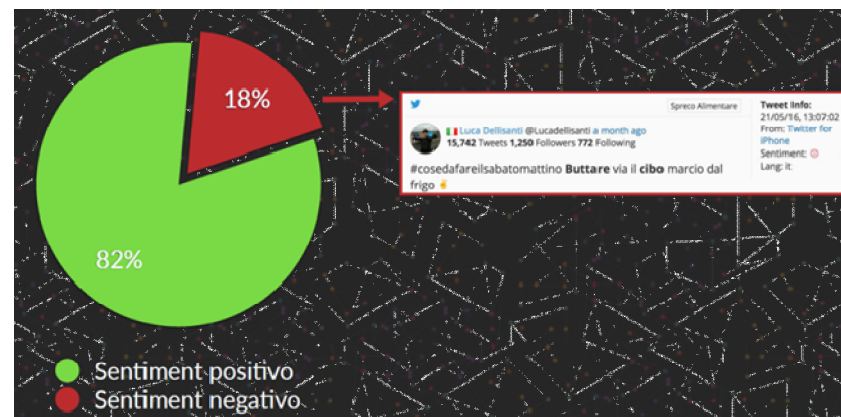 18%
82%
Sentiment positivo
Sentiment negativo
Spreco Alimentare
Luca Dellisanti @Lucadellisanti a month ago
15,742 Tweets 1,250 Followers 772 Following
#cosedafareilsabatomattino Buttare via il cibo marcio dal
frigo ✌
Tweet Info:
21/05/16, 13:07:02
From: Twitter for
iPhone
Sentiment: ☹
Lang: it